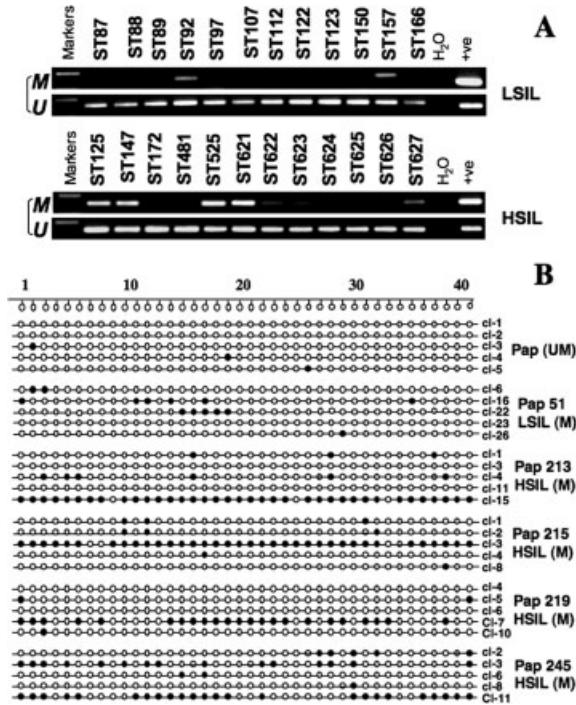 A
Markers ST87 ST88 ST89 ST92 ST97 ST107 ST112 ST122 ST123 ST150 ST157 ST166 H₂O +ve
M
U
LSIL
Markers ST125 ST147 ST172 ST481 ST525 ST621 ST622 ST623 ST624 ST625 ST626 ST627 H₂O +ve
M
U
HSIL
B
1 10 20 30 40
cl-1
cl-2
cl-3
Pap (UM)
cl-4
cl-5
cl-6
cl-16
Pap 51
cl-22
LSIL (M)
cl-23
cl-26
cl-1
cl-3
Pap 213
cl-4
HSIL (M)
cl-11
cl-15
cl-1
cl-2
Pap 215
cl-3
HSIL (M)
cl-4
cl-8
cl-4
cl-5
Pap 219
cl-6
HSIL (M)
Cl-7
Cl-10
cl-2
cl-3
Pap 245
cl-6
HSIL (M)
cl-8
Cl-11